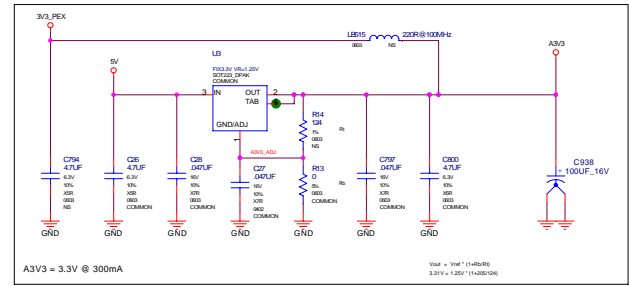 3V3_PEX
LB515 220R@100MHz
0603 NS
A3V3
5V
U3
FIX3.3V VR=1.25V
SOT223_DPAK
COMMON
3 IN OUT 2
TAB
GND/ADJ
1
A3V3_ADJ
R14
124
1%
0603
NS
Rt
R13
0
5%
0603
COMMON
Rb
C794
4.7UF
6.3V
10%
X5R
0603
NS
C26
4.7UF
6.3V
10%
X5R
0603
COMMON
C28
.047UF
16V
10%
X7R
0603
COMMON
C27
.047UF
16V
10%
X7R
0402
COMMON
C797
.047UF
16V
10%
X7R
0603
COMMON
C800
4.7UF
6.3V
10%
X5R
0603
COMMON
C938
+ 100UF_16V
GND GND GND GND GND GND GND GND
A3V3 = 3.3V @ 300mA
Vout = Vref * (1+Rb/Rt)
3.31V = 1.25V * (1+205/124)